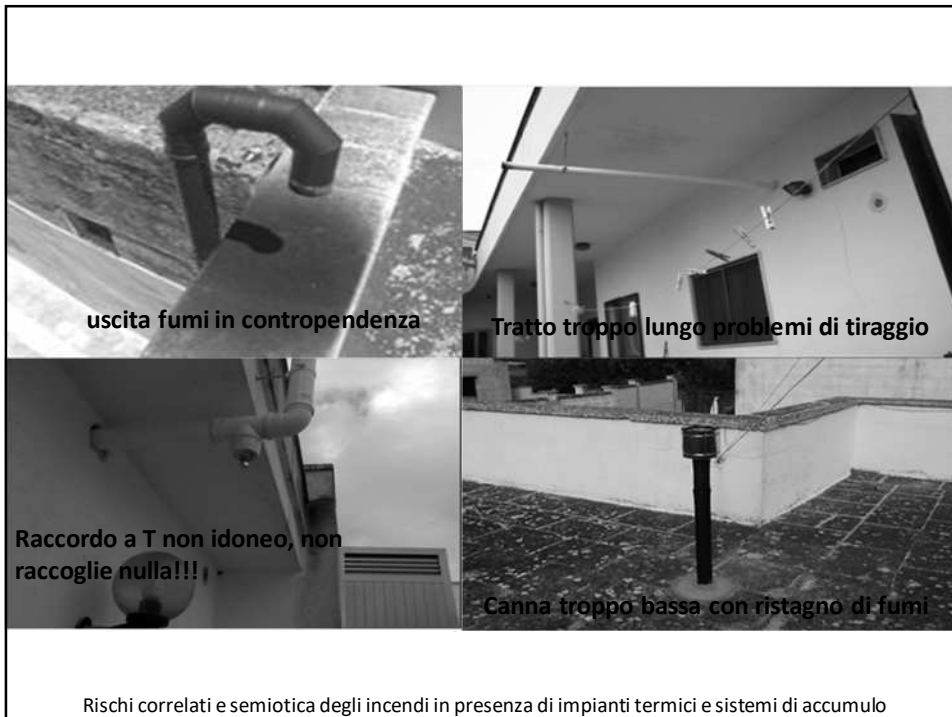 uscita fumi in contropendenza
Tratto troppo lungo problemi di tiraggio
Raccordo a T non idoneo, non
raccoglie nulla!!!
Canna troppo bassa con ristagno di fumi
Rischi correlati e semiotica degli incendi in presenza di impianti termici e sistemi di accumulo